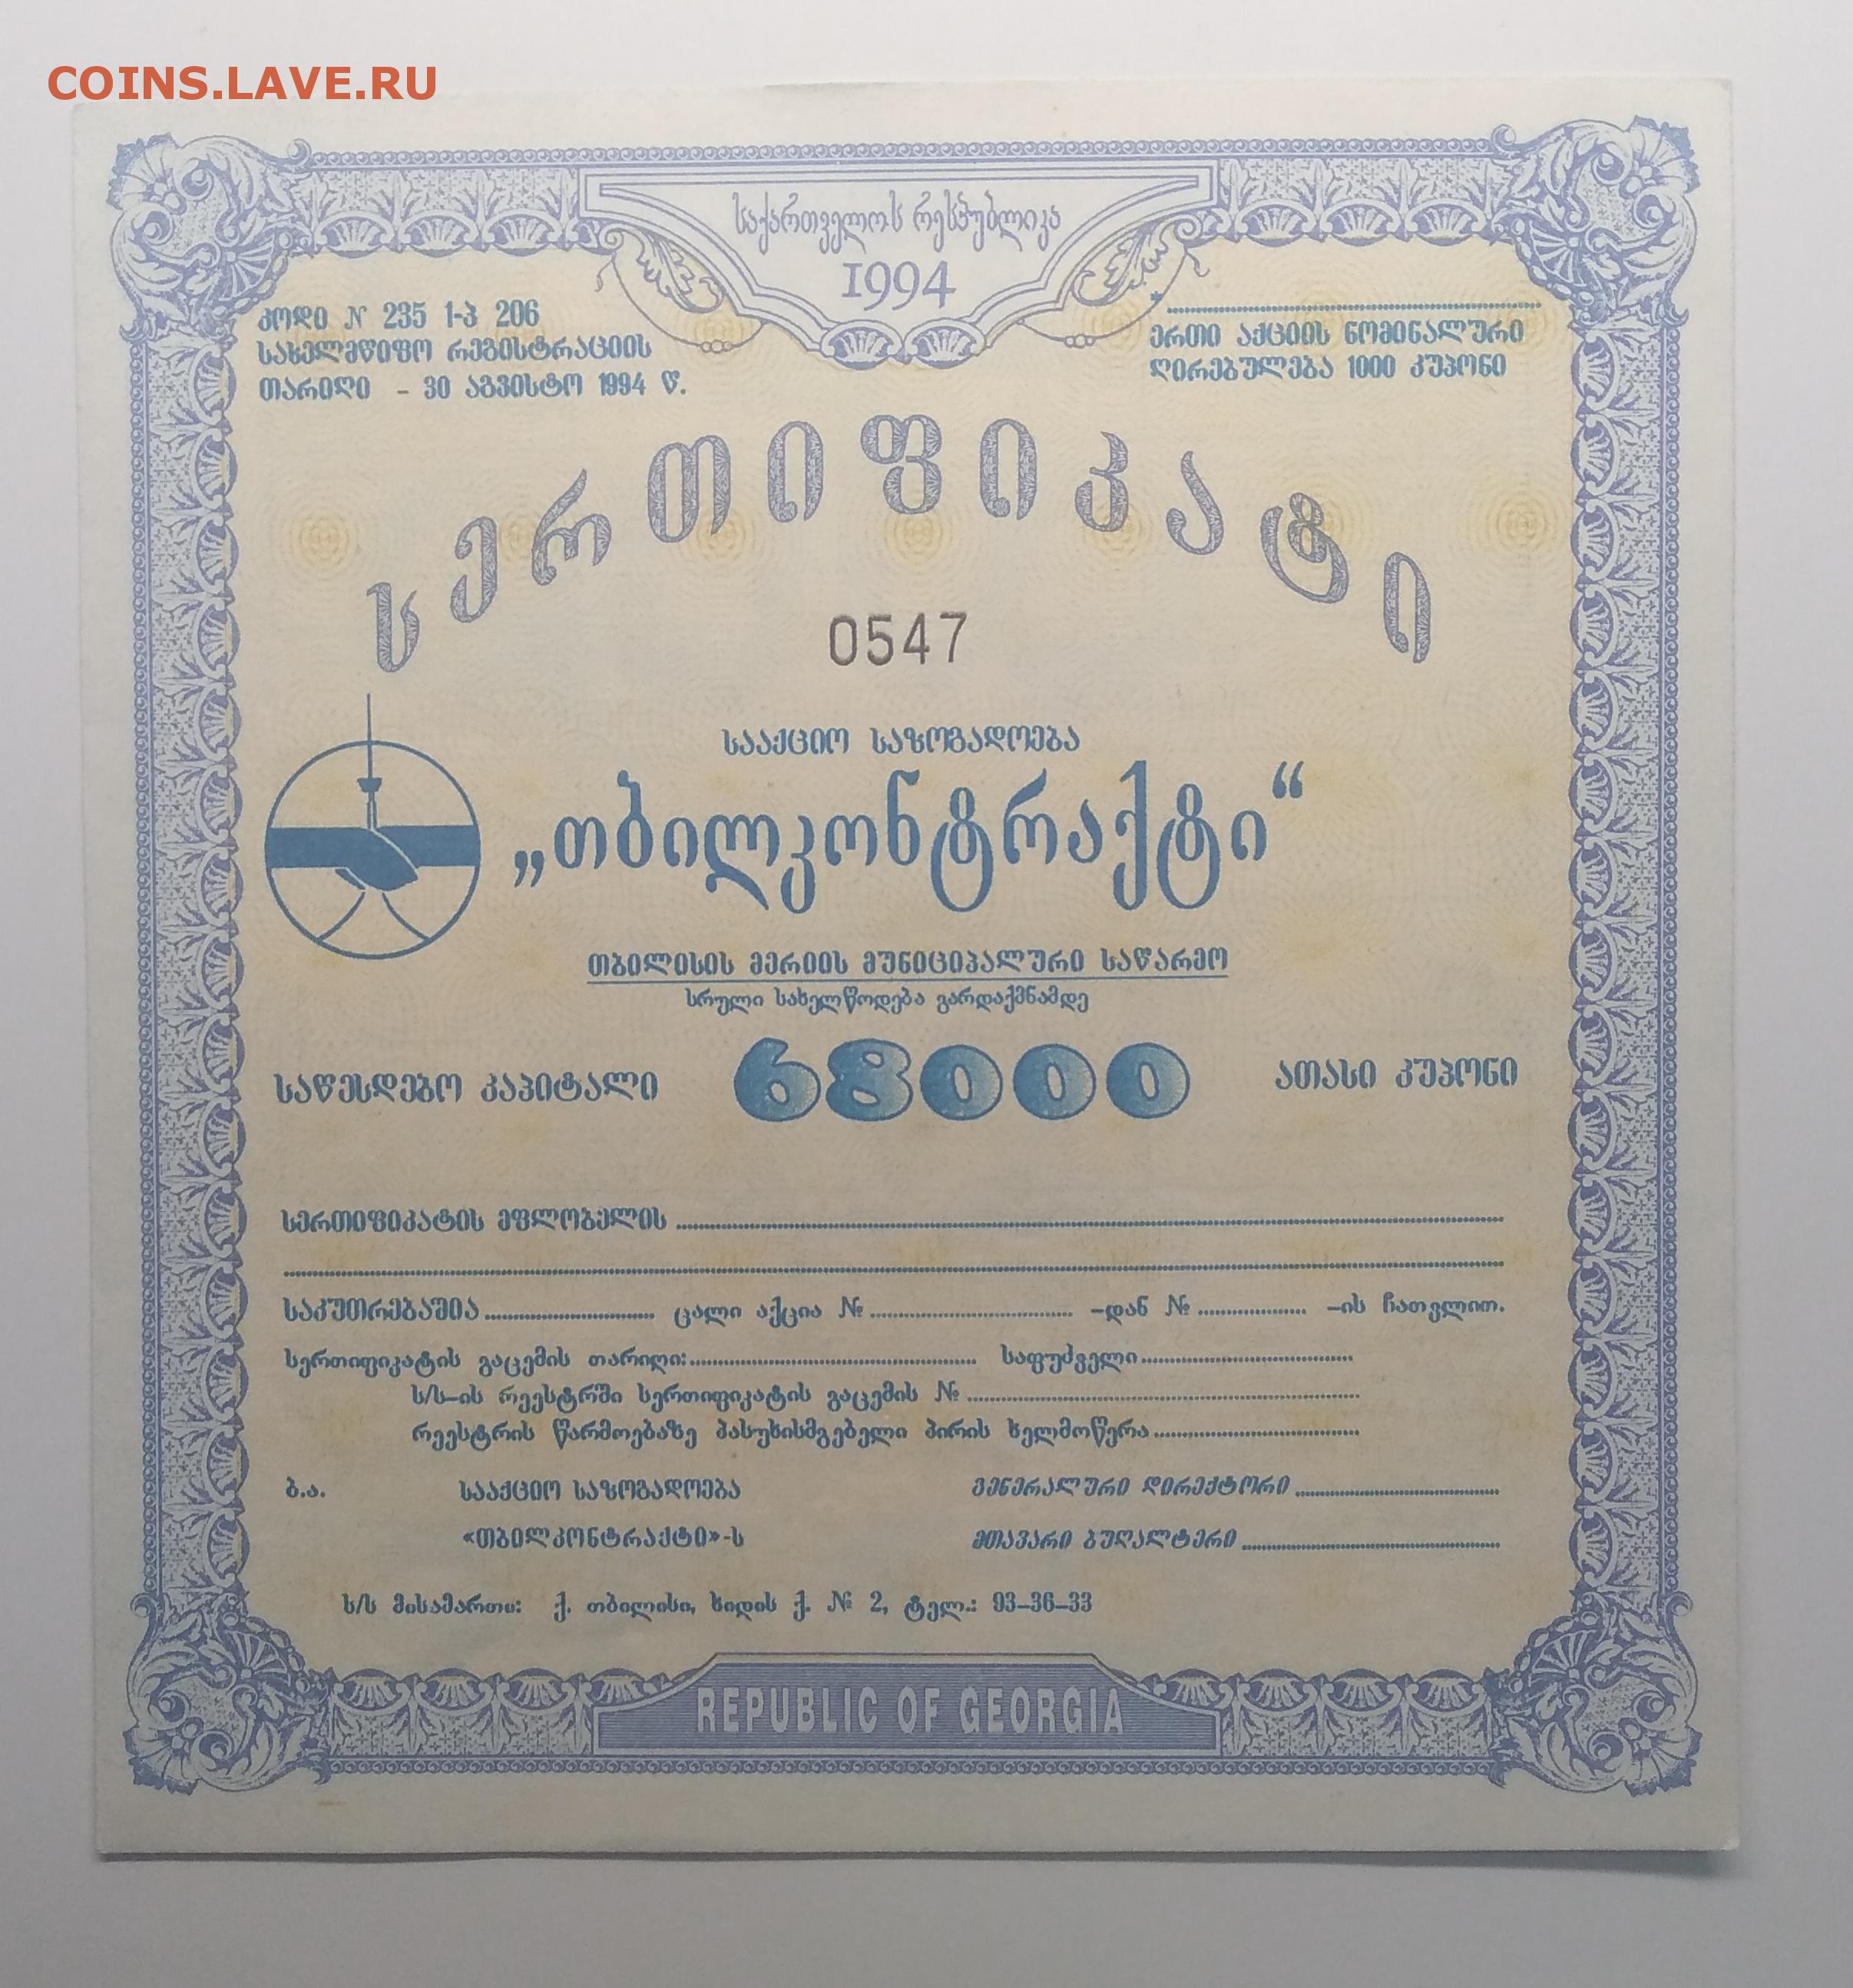 COINS.LAVE.RU
საქართველოს რესპუბლიკა
1994
კოდი N 235 1-პ 206
სახელმწიფო რეგისტრაციის
თარიღი - 30 აგვისტო 1994 წ.
ერთი აქციის ნომინალური
ღირებულება 1000 კუპონი
სერთიფიკატი
0547
სააქციო საზოგადოება
„თბილკონტრაქტი“
თბილისის მერიის მუნიციპალური საწარმო
სრული სახელწოდება გარდაქმნამდე
საწესდებო კაპიტალი 68000 ათასი კუპონი
სერთიფიკატის მფლობელის
საკუთრებაშია ცალი აქცია № -დან № -ის ჩათვლით.
სერთიფიკატის გაცემის თარიღი: საფუძველი
ს/ს-ის რეესტრში სერთიფიკატის გაცემის №
რეესტრის წარმოებაზე პასუხისმგებელი პირის ხელმოწერა
ბ.ა. სააქციო საზოგადოება გენერალური დირექტორი
«თბილკონტრაქტი»-ს მთავარი ბუღალტერი
ს/ს მისამართი: ქ. თბილისი, ხიდის ქ. № 2, ტელ.: 93-36-33
REPUBLIC OF GEORGIA